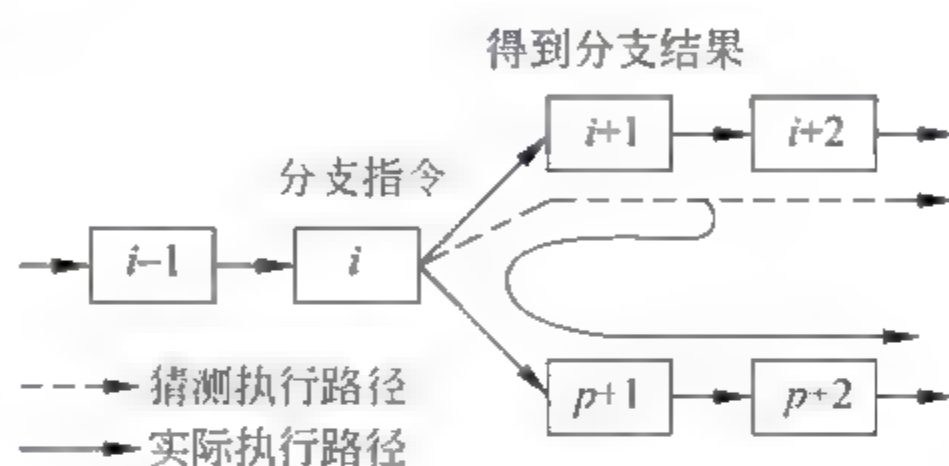 得到分支结果
i+1
i+2
分支指令
i−1
i
猜测执行路径
p+1
p+2
实际执行路径